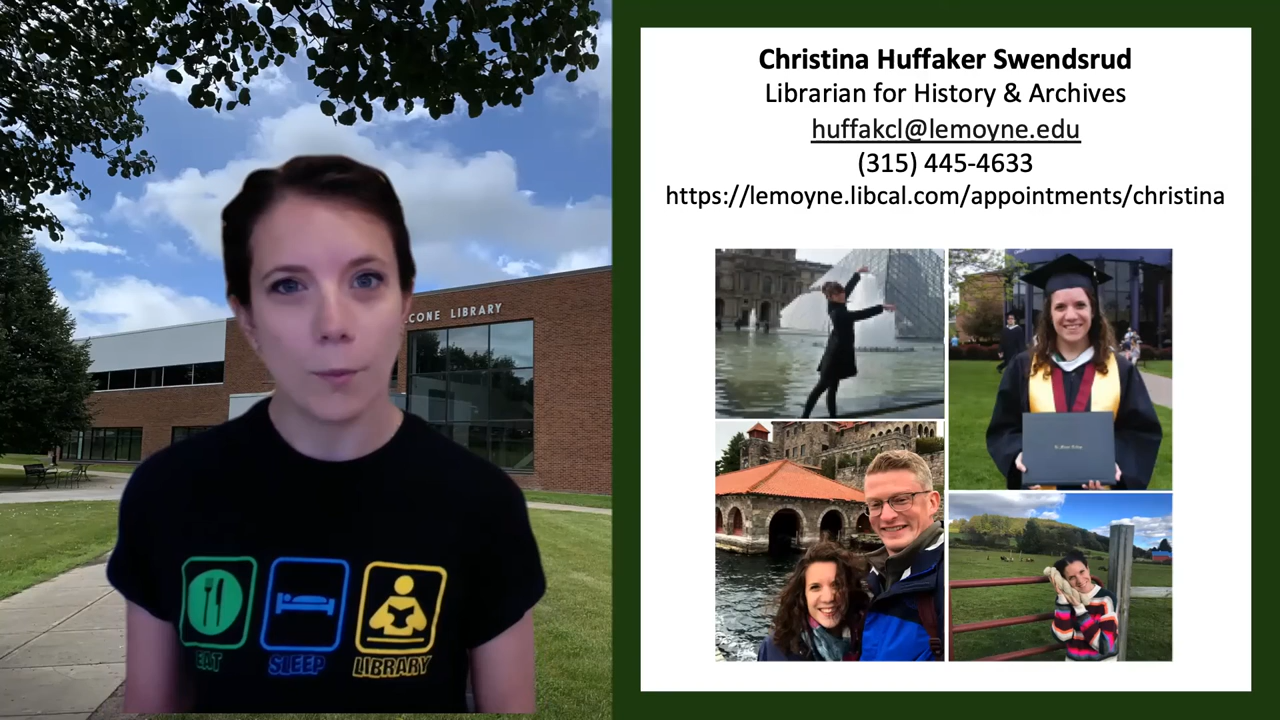 Christina Huffaker Swendsrud
Librarian for History & Archives
huffakcl@lemoyne.edu
(315) 445-4633
https://lemoyne.libcal.com/appointments/christina
CONE LIBRARY
EAT
SLEEP
LIBRARY